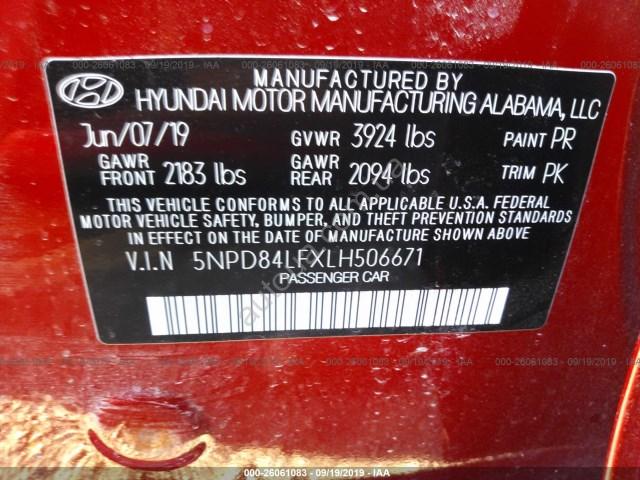 000-26061083 - 09/19/2019 - IAA
MANUFACTURED BY
HYUNDAI MOTOR MANUFACTURING ALABAMA, LLC
Jun/07/19 GVWR 3924 lbs PAINT PR
GAWR FRONT 2183 lbs GAWR REAR 2094 lbs TRIM PK
THIS VEHICLE CONFORMS TO ALL APPLICABLE U.S.A. FEDERAL
MOTOR VEHICLE SAFETY, BUMPER, AND THEFT PREVENTION STANDARDS
IN EFFECT ON THE DATE OF MANUFACTURE SHOWN ABOVE.
V.I.N 5NPD84LFXLH506671
PASSENGER CAR
000-26061083 - 09/19/2019 - IAA